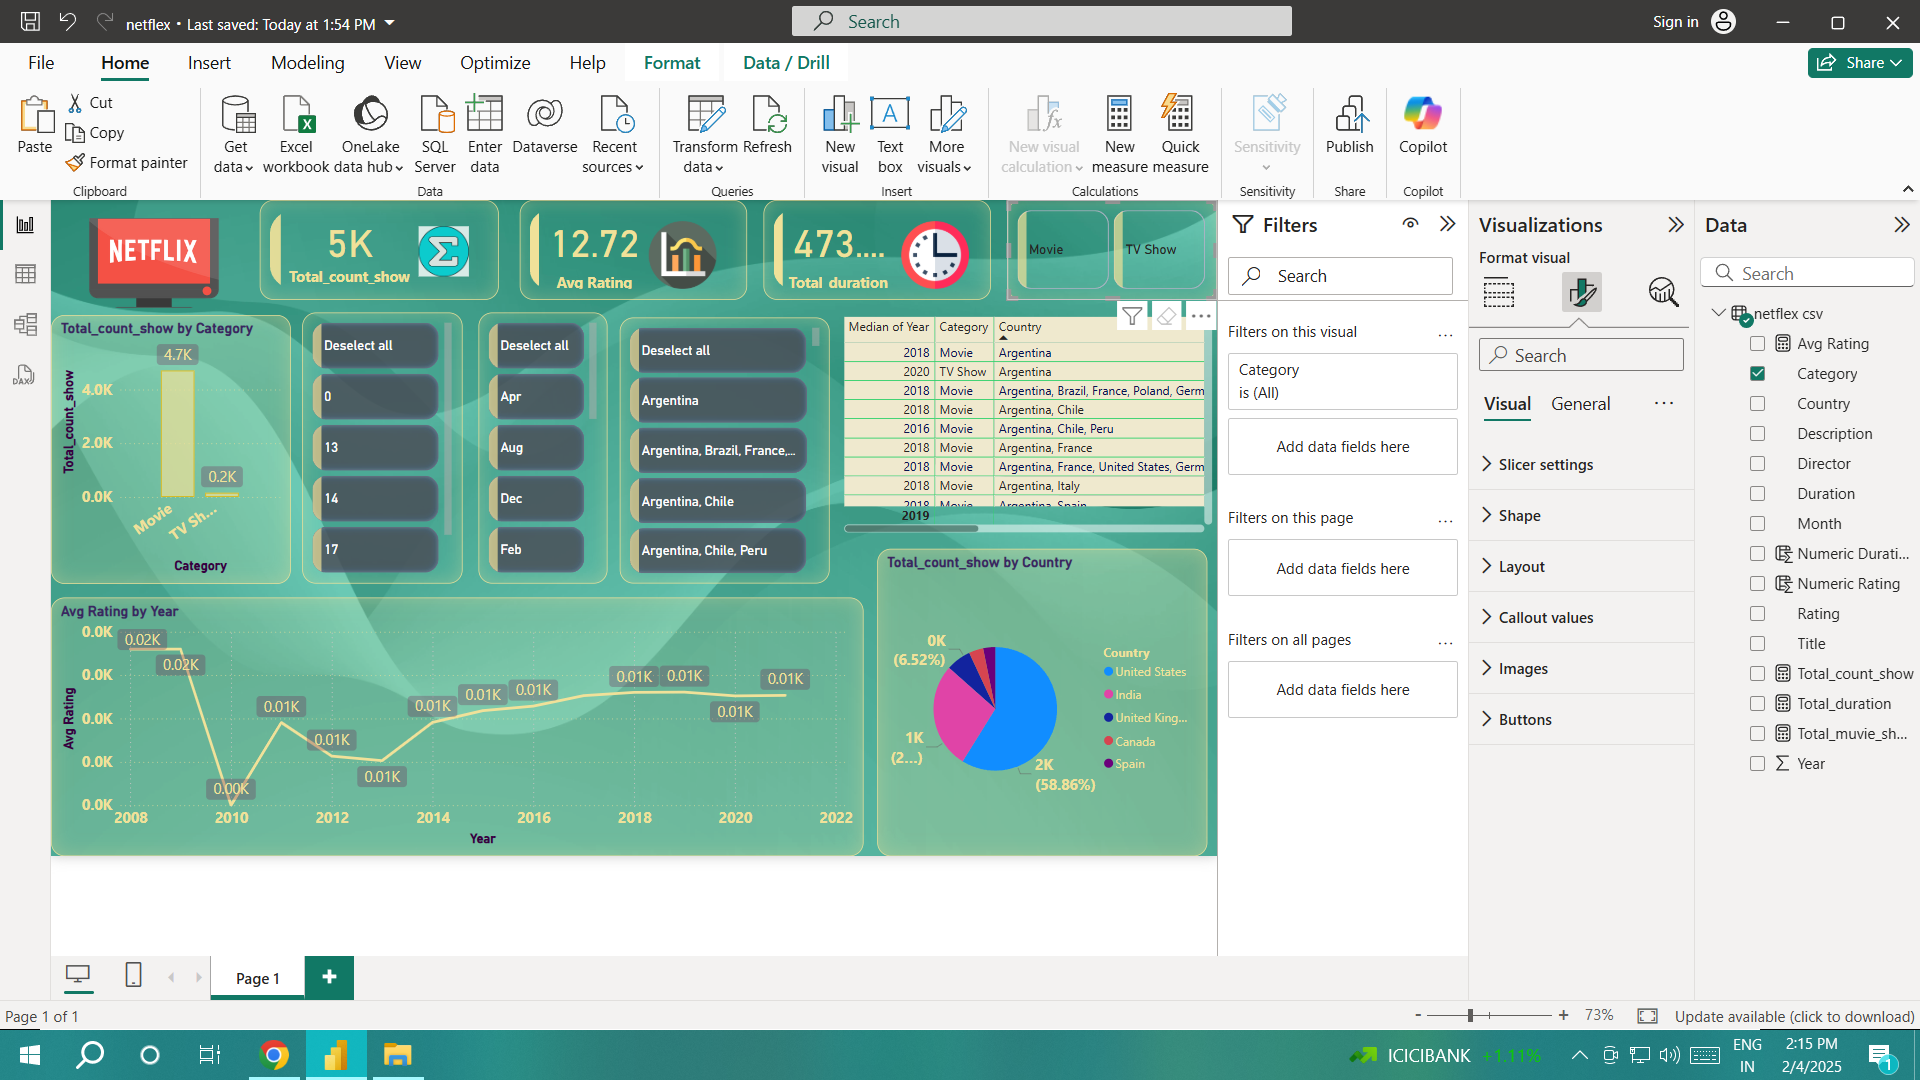 netflex • Last saved: Today at 1:54 PM
Search
Sign in
File
Home
Insert
Modeling
View
Optimize
Help
Format
Data / Drill
Share
Paste
Cut
Copy
Format painter
Clipboard
Get data
Excel workbook
OneLake data hub
SQL Server
Enter data
Dataverse
Recent sources
Data
Transform data
Refresh
Queries
New visual
Text box
More visuals
Insert
New visual calculation
New measure
Quick measure
Calculations
Sensitivity
Sensitivity
Publish
Share
Copilot
Copilot
NETFLIX
5K
Total_count_show
12.72
Avg Rating
473....
Total_duration
Movie
TV Show
Total_count_show by Category
Total_count_show
4.7K
4.0K
2.0K
0.2K
0.0K
Movie
TV Sh...
Category
Deselect all
0
13
14
17
Deselect all
Apr
Aug
Dec
Feb
Deselect all
Argentina
Argentina, Brazil, France,...
Argentina, Chile
Argentina, Chile, Peru
Median of Year Category Country
2018 Movie Argentina
2020 TV Show Argentina
2018 Movie Argentina, Brazil, France, Poland, Germ
2018 Movie Argentina, Chile
2016 Movie Argentina, Chile, Peru
2018 Movie Argentina, France
2018 Movie Argentina, France, United States, Germ
2018 Movie Argentina, Italy
2018 Movie Argentina, Spain
2019
Avg Rating by Year
Avg Rating
0.0K
0.0K
0.0K
0.0K
0.0K
0.02K
0.02K
0.00K
0.01K
0.01K
0.01K
0.01K
0.01K
0.01K
0.01K
0.01K
0.01K
0.01K
2008
2010
2012
2014
2016
2018
2020
2022
Year
Total_count_show by Country
0K
(6.52%)
1K
(2...)
2K
(58.86%)
Country
United States
India
United King...
Canada
Spain
Filters
Search
Filters on this visual
...
Category
is (All)
Add data fields here
Filters on this page
...
Add data fields here
Filters on all pages
...
Add data fields here
Visualizations
Format visual
Search
Visual
General
...
Slicer settings
Shape
Layout
Callout values
Images
Buttons
Data
Search
netflex csv
Avg Rating
Category
Country
Description
Director
Duration
Month
Numeric Durati...
Numeric Rating
Rating
Title
Total_count_show
Total_duration
Total_muvie_sh...
Year
Page 1
+
Page 1 of 1
- + 73%
Update available (click to download)
ICICIBANK +1.11%
ENG
IN
2:15 PM
2/4/2025
1